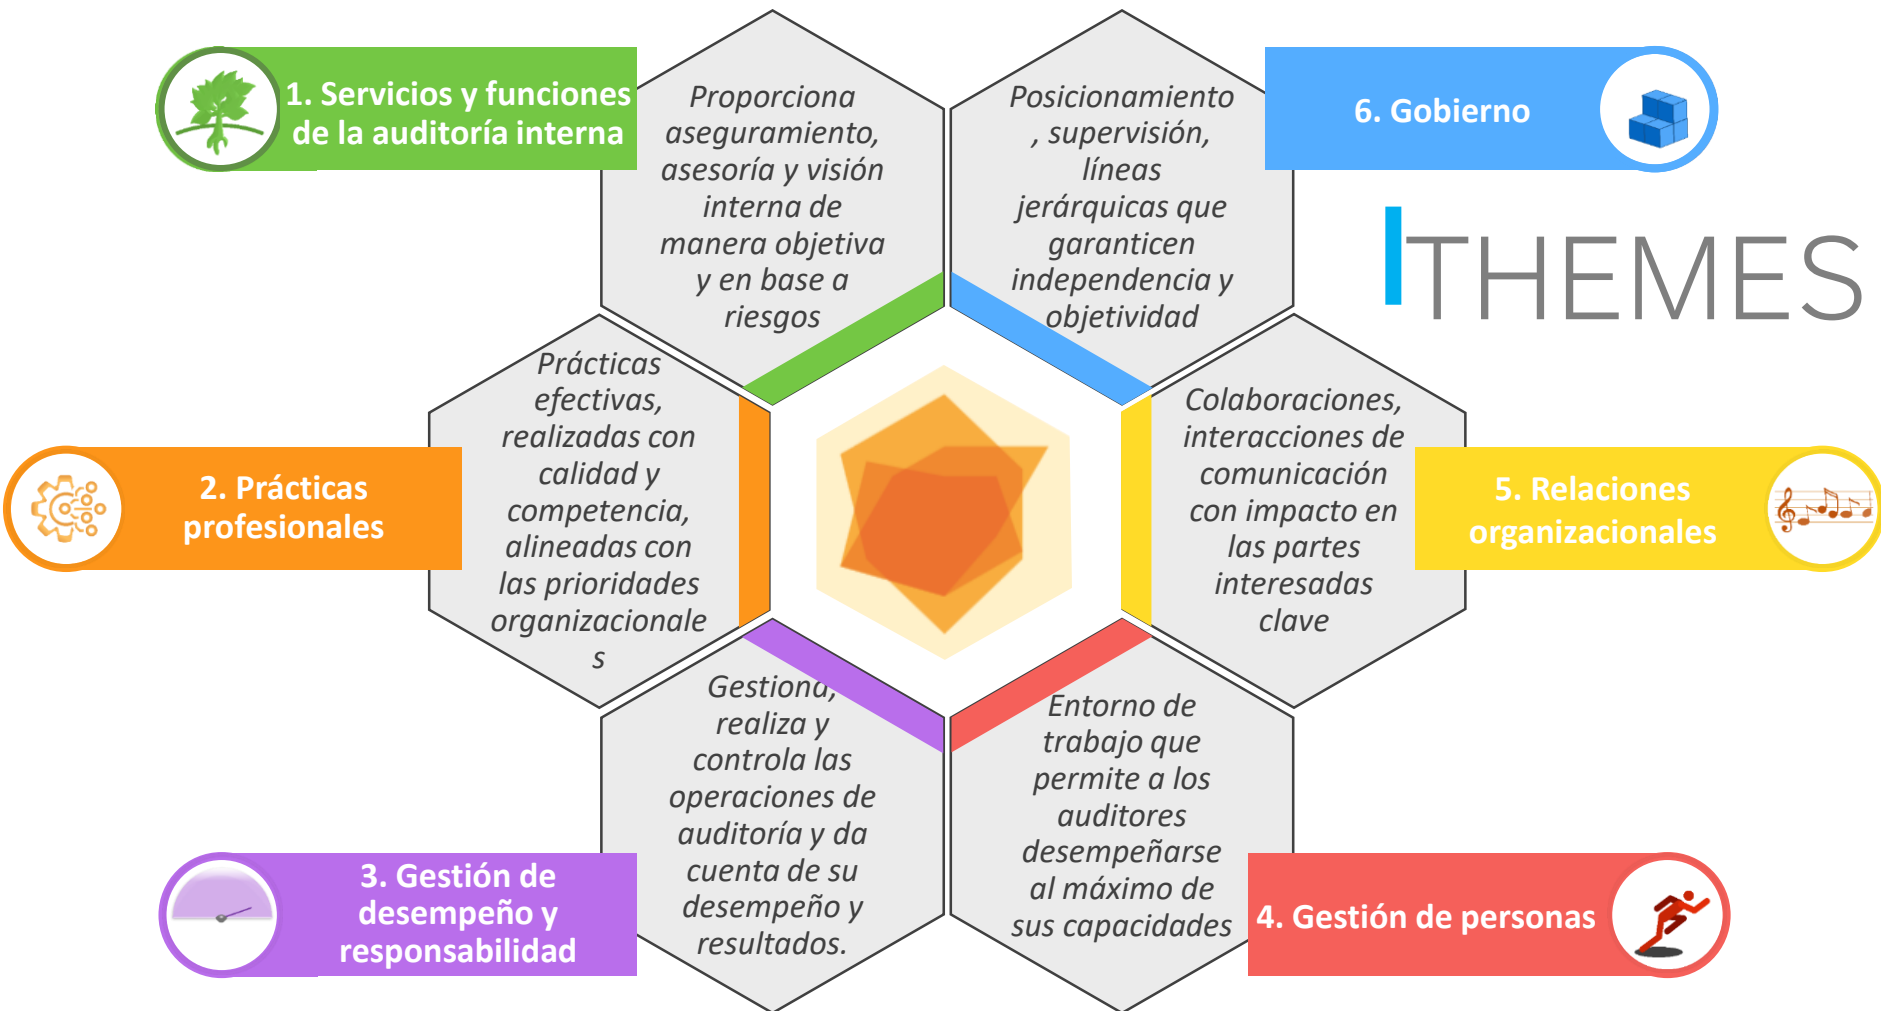 1. Servicios y funciones
de la auditoría interna
Proporciona
aseguramiento,
asesoría y visión
interna de
manera objetiva
y en base a
riesgos
Posicionamiento
, supervisión,
líneas
jerárquicas que
garanticen
independencia y
objetividad
6. Gobierno
THEMES
2. Prácticas
profesionales
Prácticas
efectivas,
realizadas con
calidad y
competencia,
alineadas con
las prioridades
organizacionale
s
Colaboraciones,
interacciones de
comunicación
con impacto en
las partes
interesadas
clave
5. Relaciones
organizacionales
3. Gestión de
desempeño y
responsabilidad
Gestiona,
realiza y
controla las
operaciones de
auditoría y da
cuenta de su
desempeño y
resultados.
Entorno de
trabajo que
permite a los
auditores
desempeñarse
al máximo de
sus capacidades
4. Gestión de personas